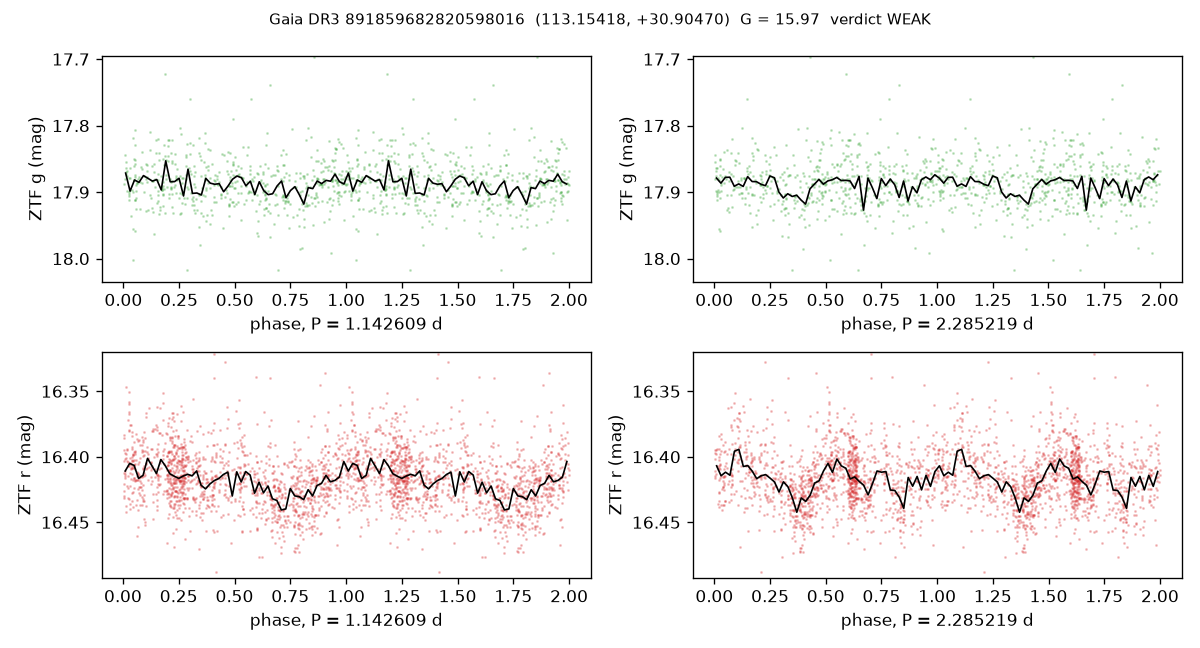 Gaia DR3 891859682820598016  (113.15418, +30.90470)  G = 15.97  verdict WEAK
ZTF g (mag)
17.7
17.8
17.9
18.0
0.00 0.25 0.50 0.75 1.00 1.25 1.50 1.75 2.00
phase, P = 1.142609 d
ZTF g (mag)
17.7
17.8
17.9
18.0
0.00 0.25 0.50 0.75 1.00 1.25 1.50 1.75 2.00
phase, P = 2.285219 d
ZTF r (mag)
16.35
16.40
16.45
0.00 0.25 0.50 0.75 1.00 1.25 1.50 1.75 2.00
phase, P = 1.142609 d
ZTF r (mag)
16.35
16.40
16.45
0.00 0.25 0.50 0.75 1.00 1.25 1.50 1.75 2.00
phase, P = 2.285219 d